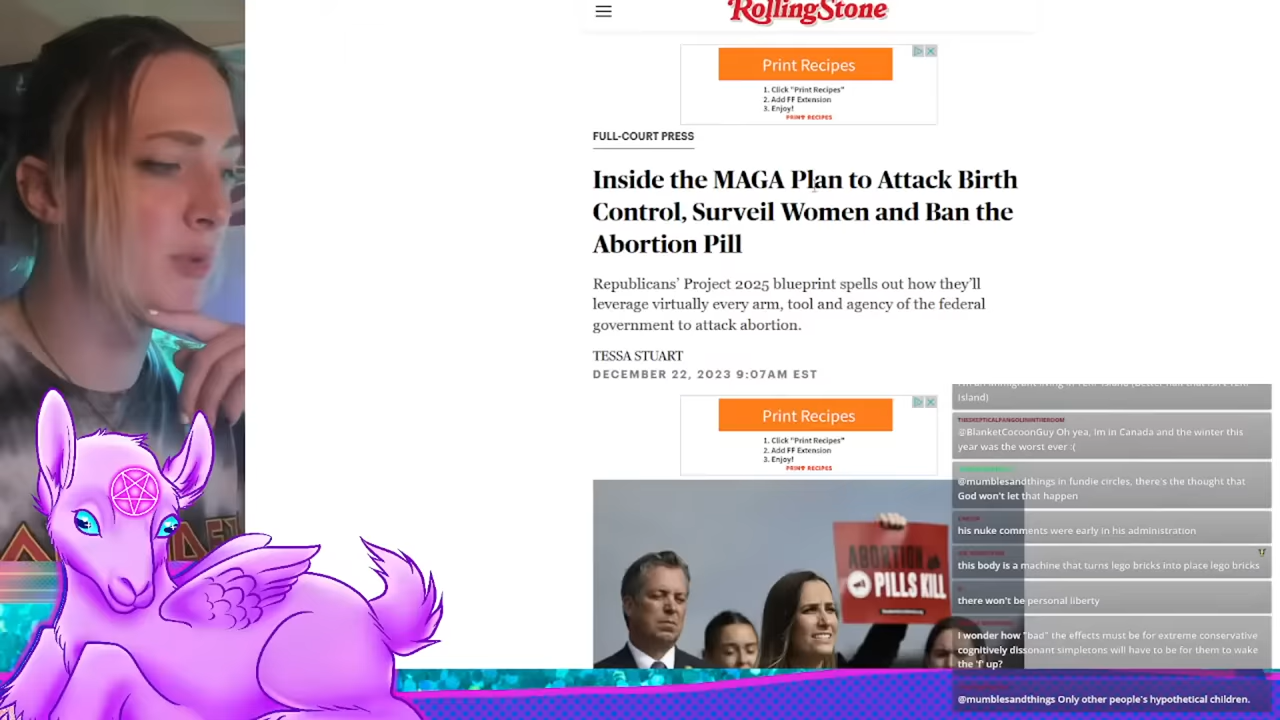 RollingStone
Print Recipes
1. Click "Print Recipes"
2. Add FF Extension
3. Enjoy!
PRINT RECIPES
FULL-COURT PRESS
Inside the MAGA Plan to Attack Birth
Control, Surveil Women and Ban the
Abortion Pill
Republicans' Project 2025 blueprint spells out how they'll
leverage virtually every arm, tool and agency of the federal
government to attack abortion.
TESSA STUART
DECEMBER 22, 2023 9:07AM EST
Print Recipes
1. Click "Print Recipes"
2. Add FF Extension
3. Enjoy!
PRINT RECIPES
ABORTION
PILLS KILL
island)
@BlanketCocoonGuy Oh yea, Im in Canada and the winter this
year was the worst ever :(
@mumblesandthings in fundie circles, there's the thought that
God won't let that happen
his nuke comments were early in his administration
this body is a machine that turns lego bricks into place lego bricks
there won't be personal liberty
I wonder how "bad" the effects must be for extreme conservative
cognitively dissonant simpletons will have to be for them to wake
the 'f' up?
@mumblesandthings Only other people's hypothetical children.